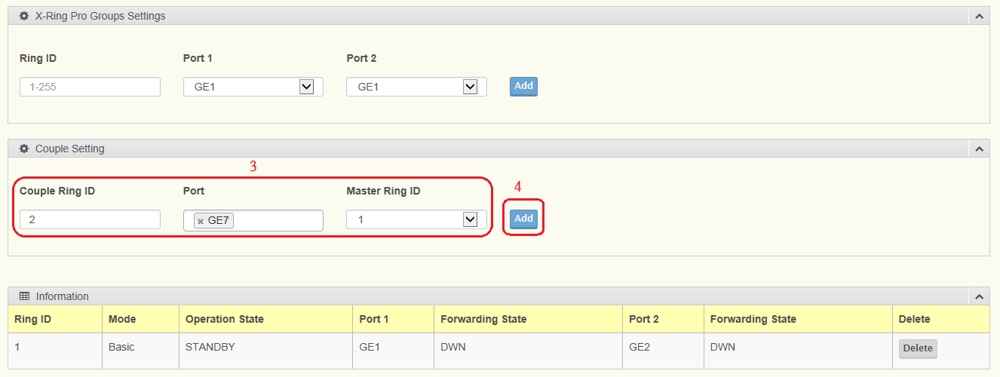 X-Ring Pro Groups Settings
Ring ID Port 1 Port 2
1-255 GE1 GE1 Add
Couple Setting
3
Couple Ring ID Port Master Ring ID 4
2 × GE7 1 Add
Information
Ring ID Mode Operation State Port 1 Forwarding State Port 2 Forwarding State Delete
1 Basic STANDBY GE1 DWN GE2 DWN Delete